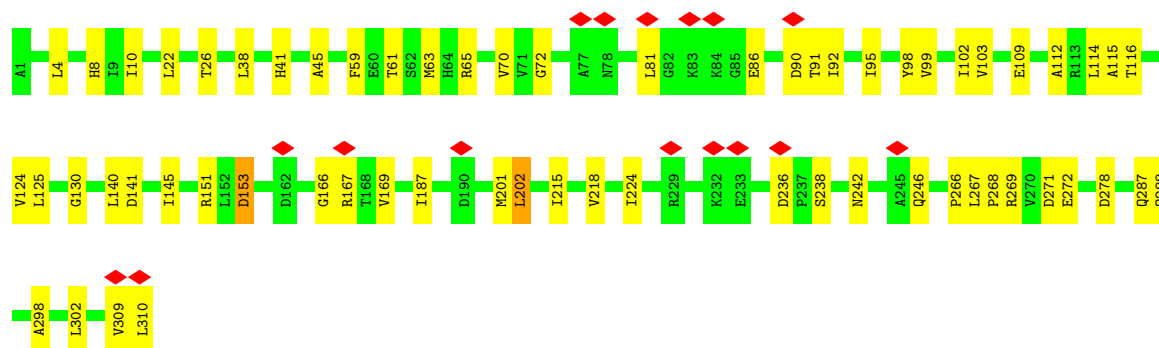 A1 L4 H8 I9 I10 L22 T26 L38 H41 A45 F59 E60 T61 S62 M63 H64 R65 V70 V71 G72 A77 N78 L81 G82 K83 K84 G85 E86 D90 T91 I92 I95 Y98 V99 I102 V103 E109 A112 R113 L114 A115 T116
V124 L125 G130 L140 D141 I145 R151 L152 D153 D162 G166 R167 T168 V169 I187 D190 M201 L202 I215 V218 I224 R229 K232 E233 D236 P237 S238 N242 A245 Q246 P266 L267 P268 R269 V270 D271 E272 D278 Q287
A298 L302 V309 L310